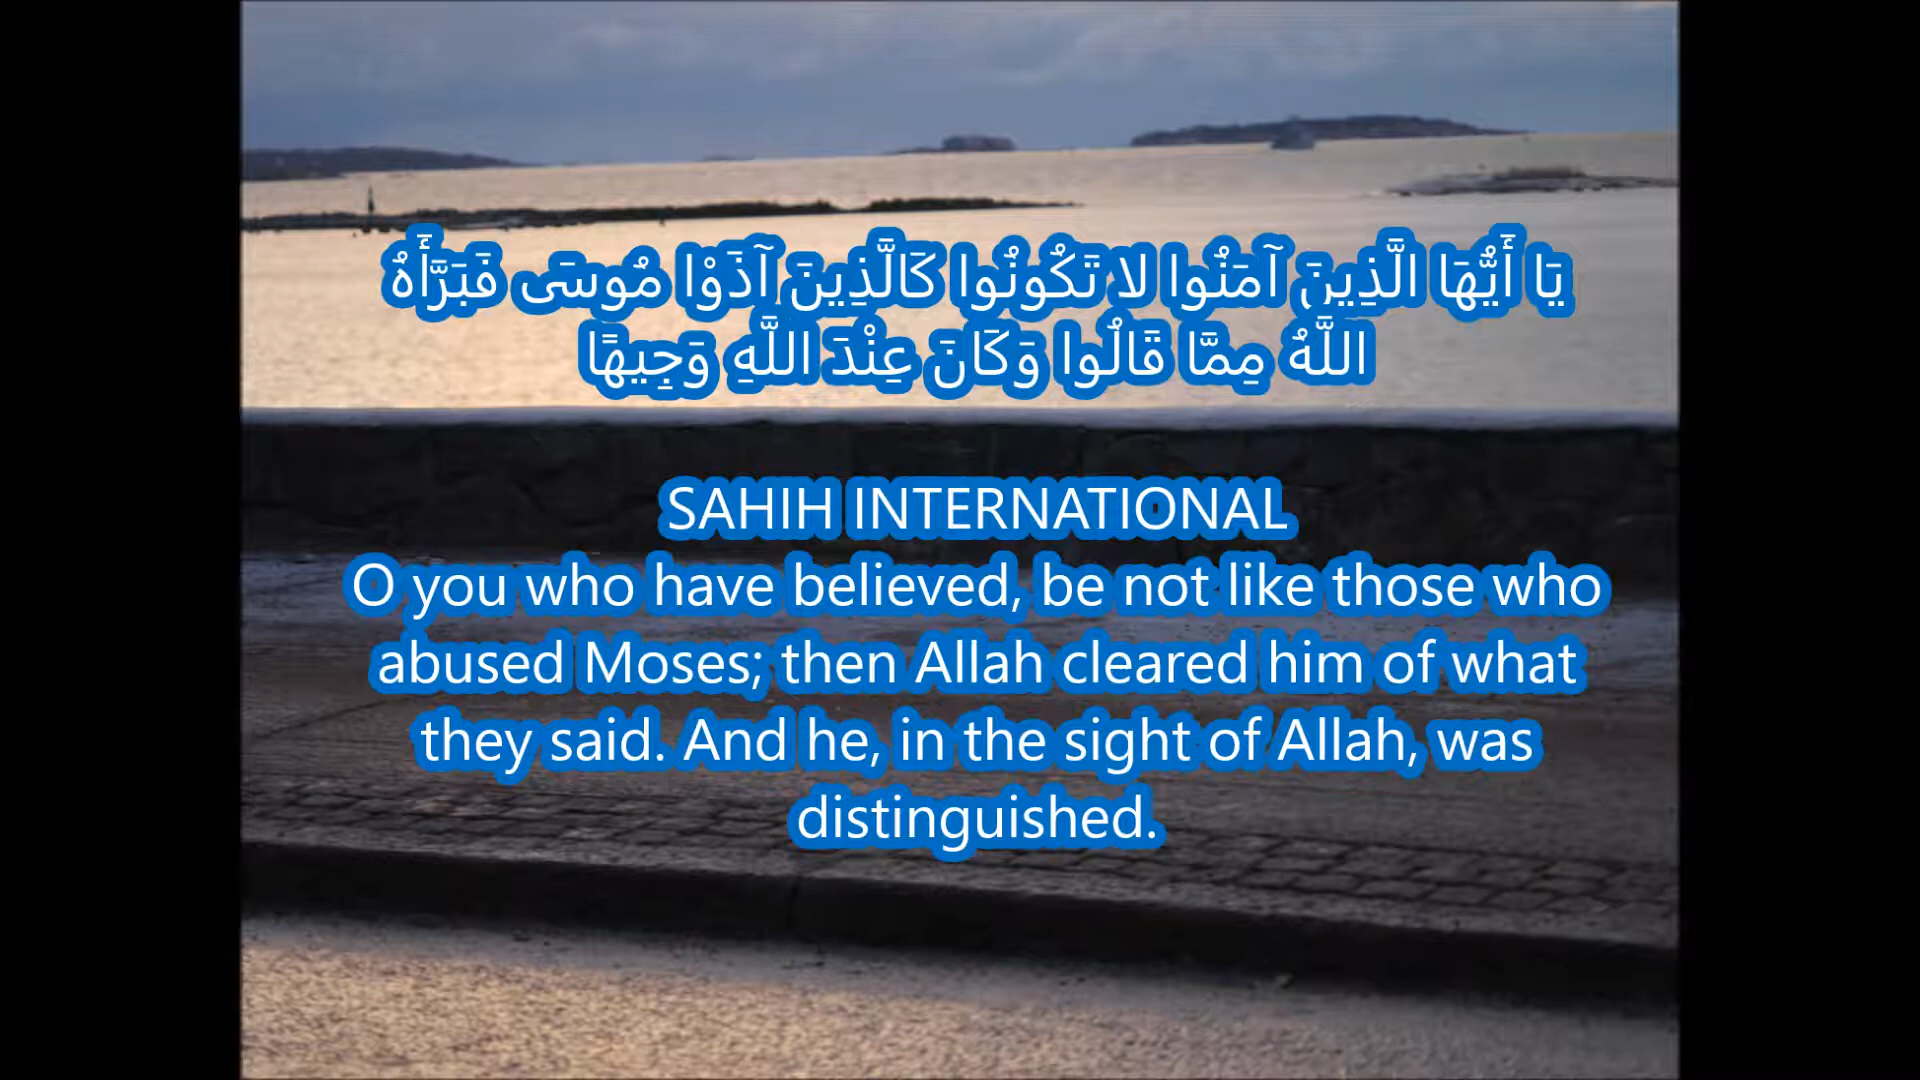 يَا أَيُّهَا الَّذِينَ آمَنُوا لا تَكُونُوا كَالَّذِينَ آذَوْا مُوسَى فَبَرَّأَهُ
اللَّهُ مِمَّا قَالُوا وَكَانَ عِنْدَ اللَّهِ وَجِيهًا
SAHIH INTERNATIONAL
O you who have believed, be not like those who
abused Moses; then Allah cleared him of what
they said. And he, in the sight of Allah, was
distinguished.